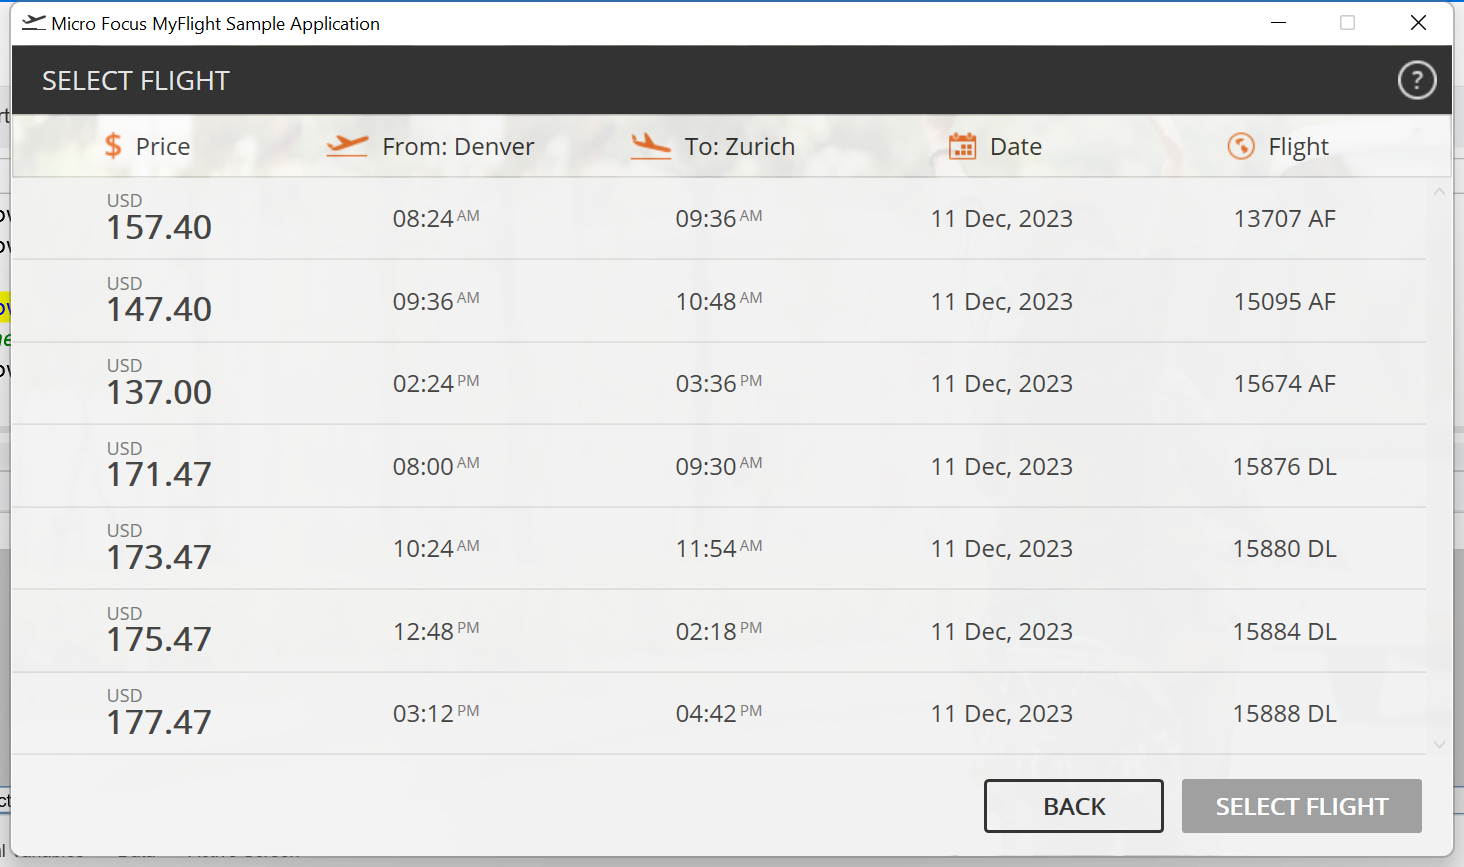 Micro Focus MyFlight Sample Application
SELECT FLIGHT
?
$ Price From: Denver To: Zurich Date Flight
USD
157.40 08:24 AM 09:36 AM 11 Dec, 2023 13707 AF
USD
147.40 09:36 AM 10:48 AM 11 Dec, 2023 15095 AF
USD
137.00 02:24 PM 03:36 PM 11 Dec, 2023 15674 AF
USD
171.47 08:00 AM 09:30 AM 11 Dec, 2023 15876 DL
USD
173.47 10:24 AM 11:54 AM 11 Dec, 2023 15880 DL
USD
175.47 12:48 PM 02:18 PM 11 Dec, 2023 15884 DL
USD
177.47 03:12 PM 04:42 PM 11 Dec, 2023 15888 DL
BACK SELECT FLIGHT